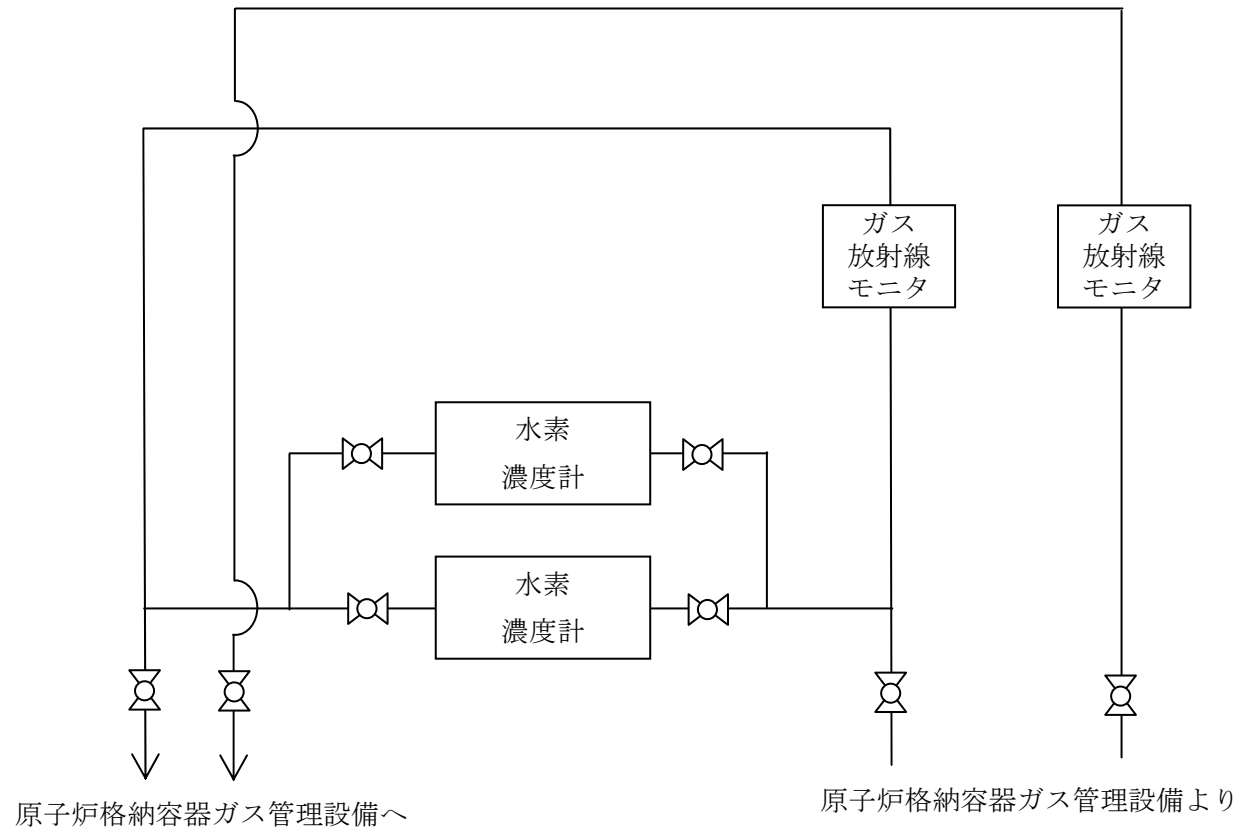 ガス
放射線
モニタ
ガス
放射線
モニタ
水素
濃度計
水素
濃度計
原子炉格納容器ガス管理設備へ
原子炉格納容器ガス管理設備より